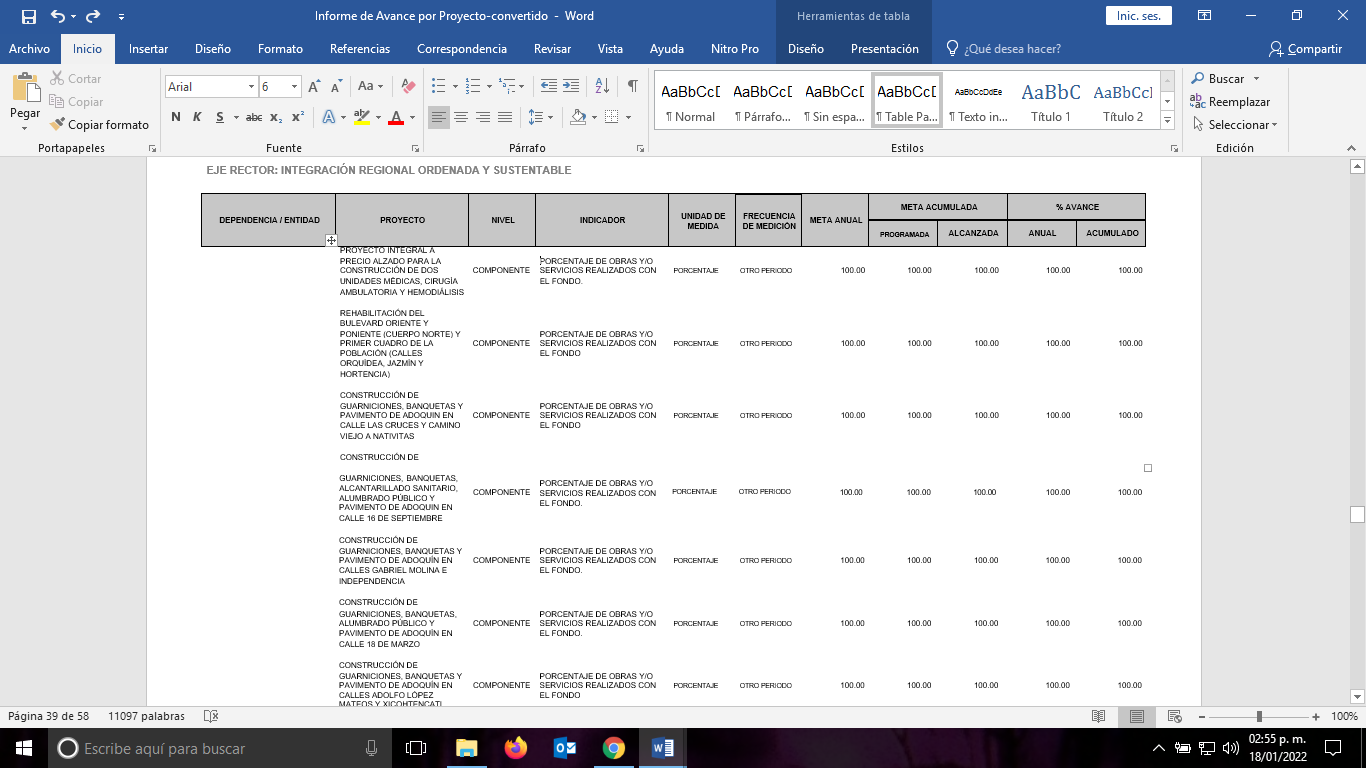 Informe de Avance por Proyecto-convertido - Word
Herramientas de tabla
Inic. ses.
Archivo Inicio Insertar Diseño Formato Referencias Correspondencia Revisar Vista Ayuda Nitro Pro Diseño Presentación ¿Qué desea hacer? Compartir
Pegar
Cortar
Copiar
Copiar formato
Portapapeles
Arial 6
N K S abc x₂ x²
Fuente
Párrafo
AaBbCcD
¶ Normal
AaBbCcD
¶ Párrafo...
AaBbCcD
¶ Sin espa...
AaBbCcD
¶ Table Pa...
AaBbCcDdEe
¶ Texto in...
AaBbC
Título 1
AaBbCcI
Título 2
Estilos
Buscar
Reemplazar
Seleccionar
Edición
EJE RECTOR: INTEGRACIÓN REGIONAL ORDENADA Y SUSTENTABLE
DEPENDENCIA / ENTIDAD
PROYECTO
NIVEL
INDICADOR
UNIDAD DE
MEDIDA
FRECUENCIA
DE MEDICIÓN
META ANUAL
META ACUMULADA
PROGRAMADA
ALCANZADA
% AVANCE
ANUAL
ACUMULADO
PROYECTO INTEGRAL A
PRECIO ALZADO PARA LA
CONSTRUCCIÓN DE DOS
UNIDADES MÉDICAS, CIRUGÍA
AMBULATORIA Y HEMODIÁLISIS
COMPONENTE
PORCENTAJE DE OBRAS Y/O
SERVICIOS REALIZADOS CON
EL FONDO.
PORCENTAJE OTRO PERIODO 100.00 100.00 100.00 100.00 100.00
REHABILITACIÓN DEL
BULEVARD ORIENTE Y
PONIENTE (CUERPO NORTE) Y
PRIMER CUADRO DE LA
POBLACIÓN (CALLES
ORQUÍDEA, JAZMÍN Y
HORTENCIA)
COMPONENTE
PORCENTAJE DE OBRAS Y/O
SERVICIOS REALIZADOS CON
EL FONDO
PORCENTAJE OTRO PERIODO 100.00 100.00 100.00 100.00 100.00
CONSTRUCCIÓN DE
GUARNICIONES, BANQUETAS Y
PAVIMENTO DE ADOQUIN EN
CALLE LAS CRUCES Y CAMINO
VIEJO A NATIVITAS
COMPONENTE
PORCENTAJE DE OBRAS Y/O
SERVICIOS REALIZADOS CON
EL FONDO
PORCENTAJE OTRO PERIODO 100.00 100.00 100.00 100.00 100.00
CONSTRUCCIÓN DE
GUARNICIONES, BANQUETAS,
ALCANTARILLADO SANITARIO,
ALUMBRADO PÚBLICO Y
PAVIMENTO DE ADOQUIN EN
CALLE 16 DE SEPTIEMBRE
COMPONENTE
PORCENTAJE DE OBRAS Y/O
SERVICIOS REALIZADOS CON
EL FONDO.
PORCENTAJE OTRO PERIODO 100.00 100.00 100.00 100.00 100.00
CONSTRUCCIÓN DE
GUARNICIONES, BANQUETAS Y
PAVIMENTO DE ADOQUÍN EN
CALLES GABRIEL MOLINA E
INDEPENDENCIA
COMPONENTE
PORCENTAJE DE OBRAS Y/O
SERVICIOS REALIZADOS CON
EL FONDO.
PORCENTAJE OTRO PERIODO 100.00 100.00 100.00 100.00 100.00
CONSTRUCCIÓN DE
GUARNICIONES, BANQUETAS,
ALUMBRADO PÚBLICO Y
PAVIMENTO DE ADOQUÍN EN
CALLE 18 DE MARZO
COMPONENTE
PORCENTAJE DE OBRAS Y/O
SERVICIOS REALIZADOS CON
EL FONDO.
PORCENTAJE OTRO PERIODO 100.00 100.00 100.00 100.00 100.00
CONSTRUCCIÓN DE
GUARNICIONES, BANQUETAS Y
PAVIMENTO DE ADOQUÍN EN
CALLES ADOLFO LÓPEZ
MATEOS Y XICOHTENCATL
COMPONENTE
PORCENTAJE DE OBRAS Y/O
SERVICIOS REALIZADOS CON
EL FONDO
PORCENTAJE OTRO PERIODO 100.00 100.00 100.00 100.00 100.00
Página 39 de 58 11097 palabras 100%
Escribe aquí para buscar
02:55 p. m.
18/01/2022